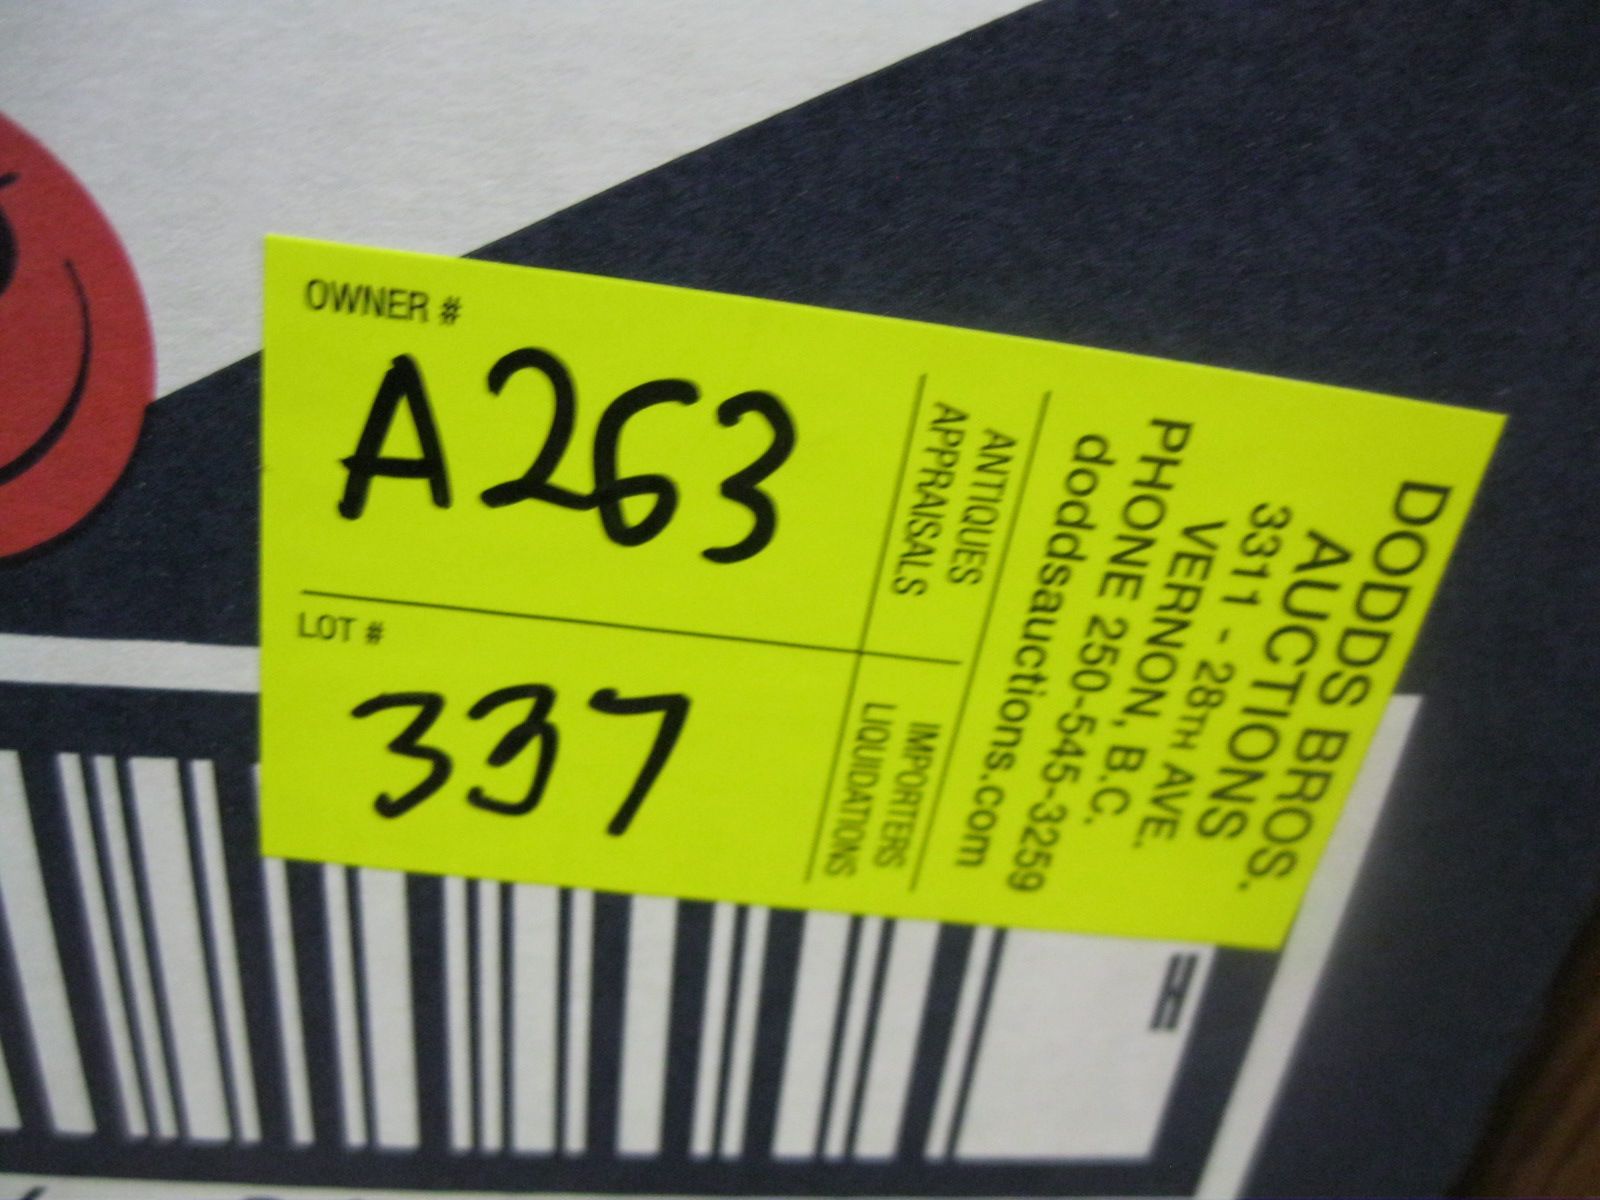 OWNER #
A263
LOT #
337
ANTIQUES
APPRAISALS
IMPORTERS
LIQUIDATIONS
DODDS BROS.
AUCTIONS
3311 - 28TH AVE.
VERNON, B.C.
PHONE 250-545-3259
doddsauctions.com